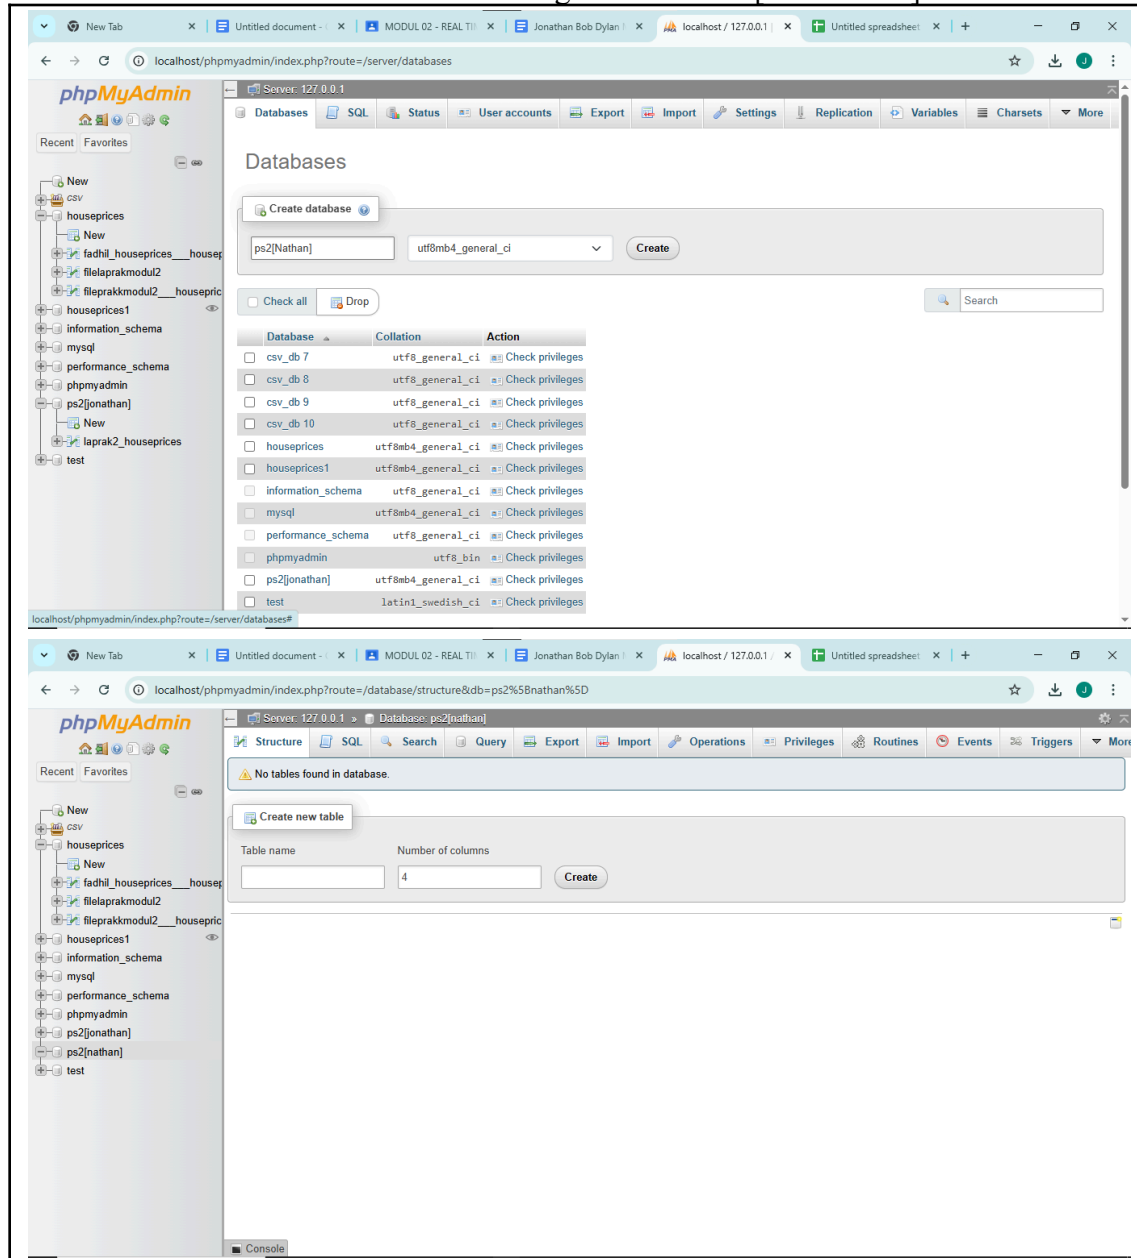 New Tab
Untitled document -
MODUL 02 - REAL TI
Jonathan Bob Dylan
localhost / 127.0.0.1 |
Untitled spreadsheet
localhost/phpmyadmin/index.php?route=/server/databases
J
phpMyAdmin
Recent Favorites
New
csv
houseprices
New
fadhil_houseprices___housep
filelaprakmodul2
fileprakkmodul2___housepric
houseprices1
information_schema
mysql
performance_schema
phpmyadmin
ps2[jonathan]
New
laprak2_houseprices
test
Server: 127.0.0.1
Databases SQL Status User accounts Export Import Settings Replication Variables Charsets More
Databases
Create database
ps2[Nathan] utf8mb4_general_ci Create
Check all Drop Search
Database Collation Action
csv_db 7 utf8_general_ci Check privileges
csv_db 8 utf8_general_ci Check privileges
csv_db 9 utf8_general_ci Check privileges
csv_db 10 utf8_general_ci Check privileges
houseprices utf8mb4_general_ci Check privileges
houseprices1 utf8mb4_general_ci Check privileges
information_schema utf8_general_ci Check privileges
mysql utf8mb4_general_ci Check privileges
performance_schema utf8_general_ci Check privileges
phpmyadmin utf8_bin Check privileges
ps2[jonathan] utf8mb4_general_ci Check privileges
test latin1_swedish_ci Check privileges
localhost/phpmyadmin/index.php?route=/server/databases#
New Tab
Untitled document -
MODUL 02 - REAL TI
Jonathan Bob Dylan
localhost / 127.0.0.1 /
Untitled spreadsheet
localhost/phpmyadmin/index.php?route=/database/structure&db=ps2%5Bnathan%5D
J
phpMyAdmin
Recent Favorites
New
csv
houseprices
New
fadhil_houseprices___housep
filelaprakmodul2
fileprakkmodul2___housepric
houseprices1
information_schema
mysql
performance_schema
phpmyadmin
ps2[jonathan]
ps2[nathan]
test
Server: 127.0.0.1 » Database: ps2[nathan]
Structure SQL Search Query Export Import Operations Privileges Routines Events Triggers More
No tables found in database.
Create new table
Table name Number of columns
4 Create
Console